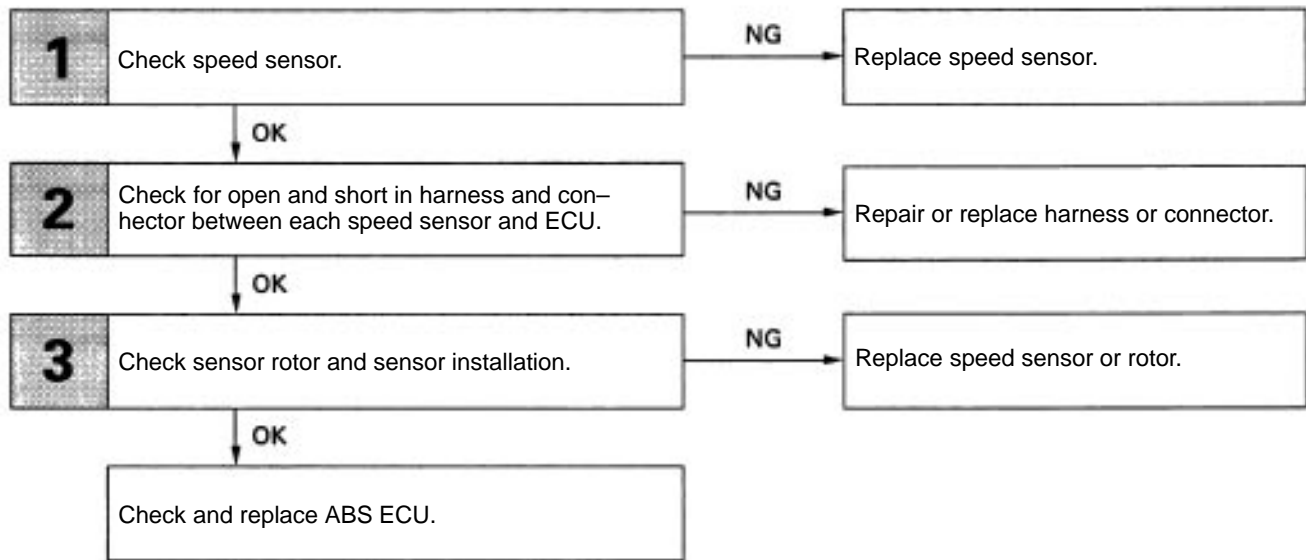 1
Check speed sensor.
NG
Replace speed sensor.
OK
2
Check for open and short in harness and con–
hector between each speed sensor and ECU.
NG
Repair or replace harness or connector.
OK
3
Check sensor rotor and sensor installation.
NG
Replace speed sensor or rotor.
OK
Check and replace ABS ECU.